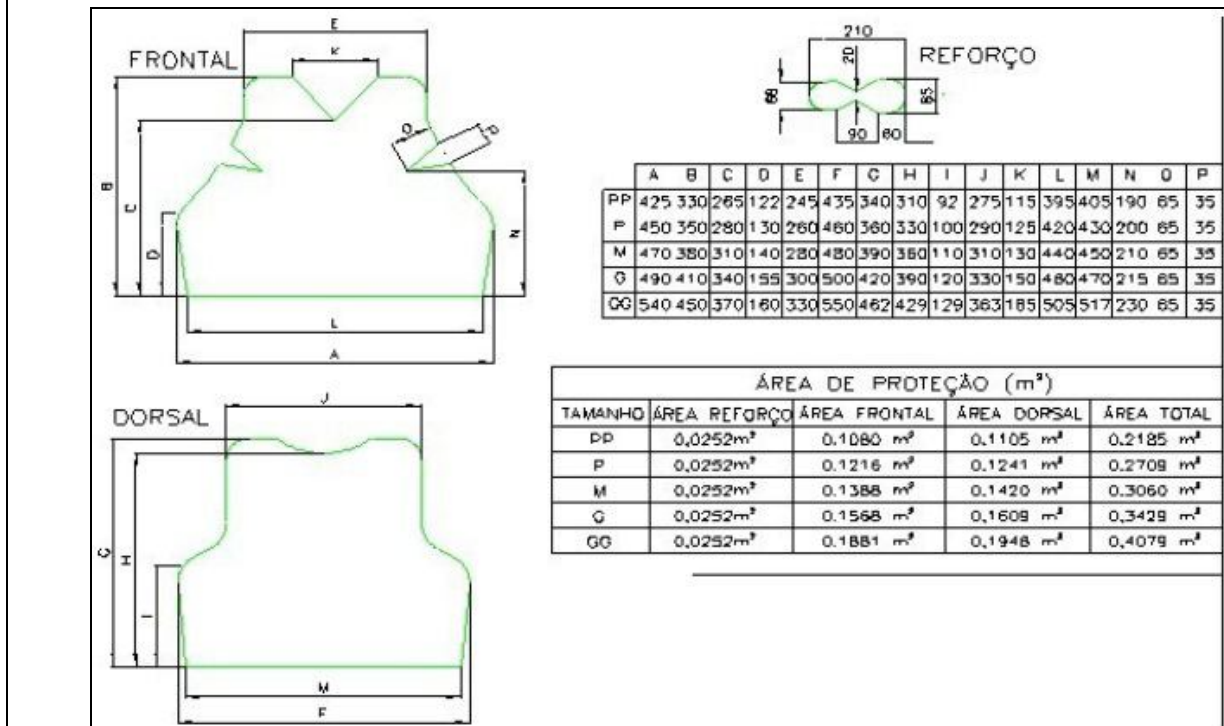 FRONTAL
E
K
B
C
D
O
P
N
L
A
REFORÇO
210
20
68
65
90 60
A B C D E F G H I J K L M N O P
PP 425 330 265 122 245 435 340 310 92 275 115 395 405 190 65 35
P 450 350 280 130 260 460 360 330 100 290 125 420 430 200 65 35
M 470 380 310 140 280 480 390 360 110 310 130 440 450 210 65 35
G 490 410 340 155 300 500 420 390 120 330 150 460 470 215 65 35
GG 540 450 370 160 330 550 462 429 129 363 505 517 230 65 35
ÁREA DE PROTEÇÃO (m²)
TAMANHO ÁREA REFORÇO ÁREA FRONTAL ÁREA DORSAL ÁREA TOTAL
PP 0,0252m² 0.1080 m² 0.1105 m² 0.2185 m²
P 0,0252m² 0.1216 m² 0.1241 m² 0.2709 m²
M 0,0252m² 0.1388 m² 0.1420 m² 0.3060 m²
G 0,0252m² 0.1568 m² 0.1609 m² 0,3429 m²
GG 0,0252m² 0.1881 m² 0,1946 m² 0,4079 m²
DORSAL
J
G
H
I
M
F